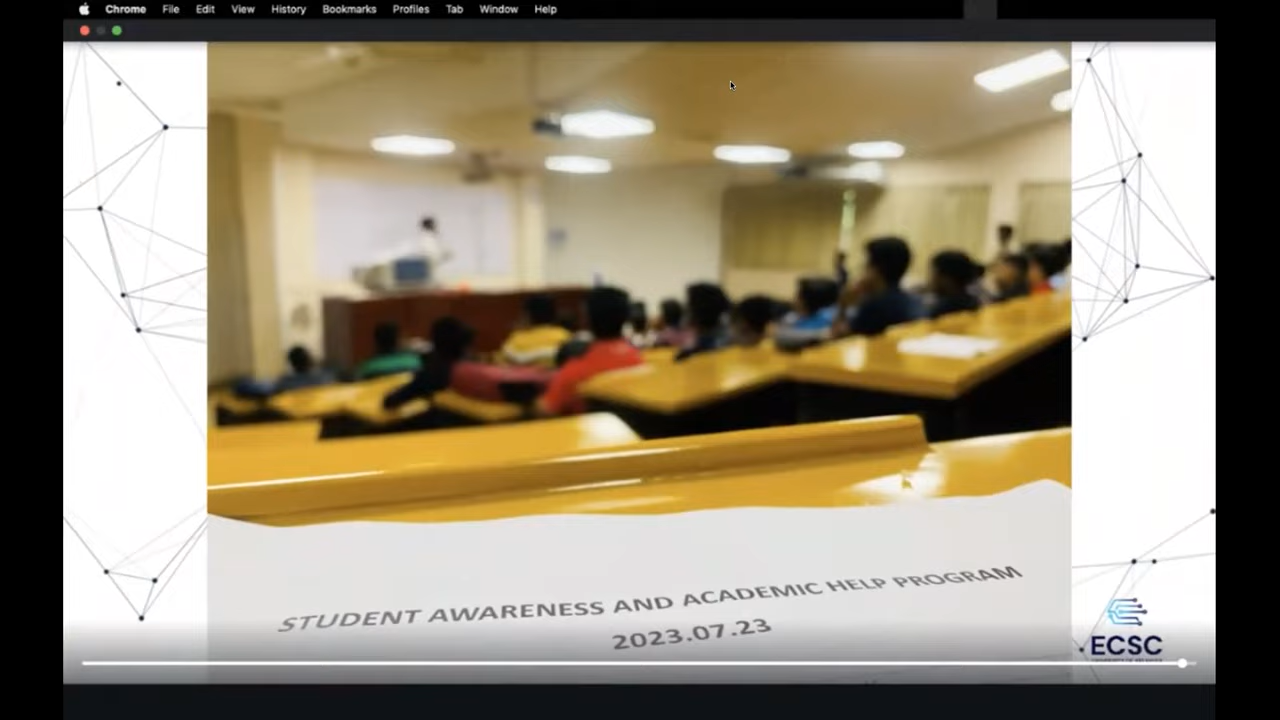 Chrome File Edit View History Bookmarks Profiles Tab Window Help
STUDENT AWARENESS AND ACADEMIC HELP PROGRAM
2023.07.23
ECSC